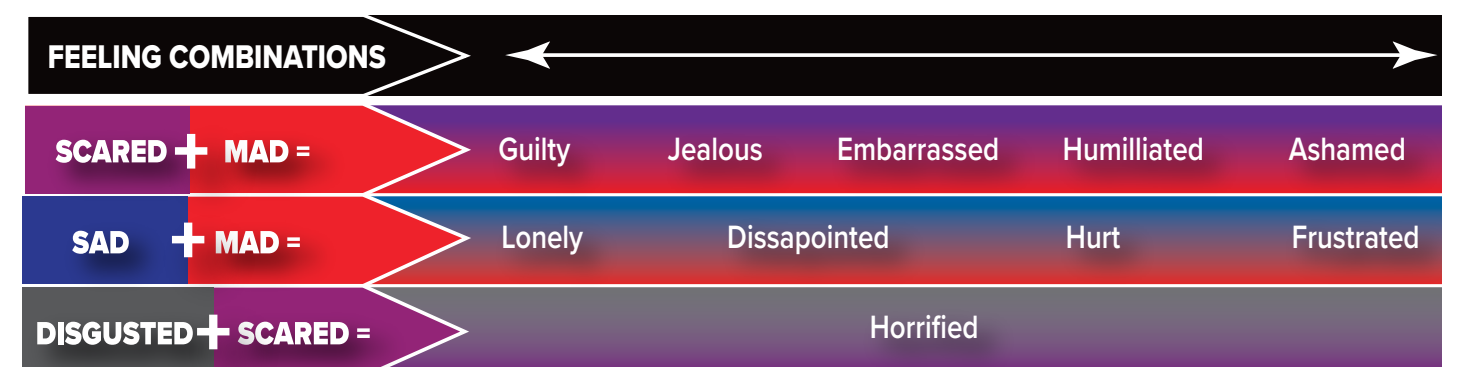 FEELING COMBINATIONS
SCARED + MAD = Guilty Jealous Embarrassed Humilliated Ashamed
SAD + MAD = Lonely Dissapointed Hurt Frustrated
DISGUSTED + SCARED = Horrified